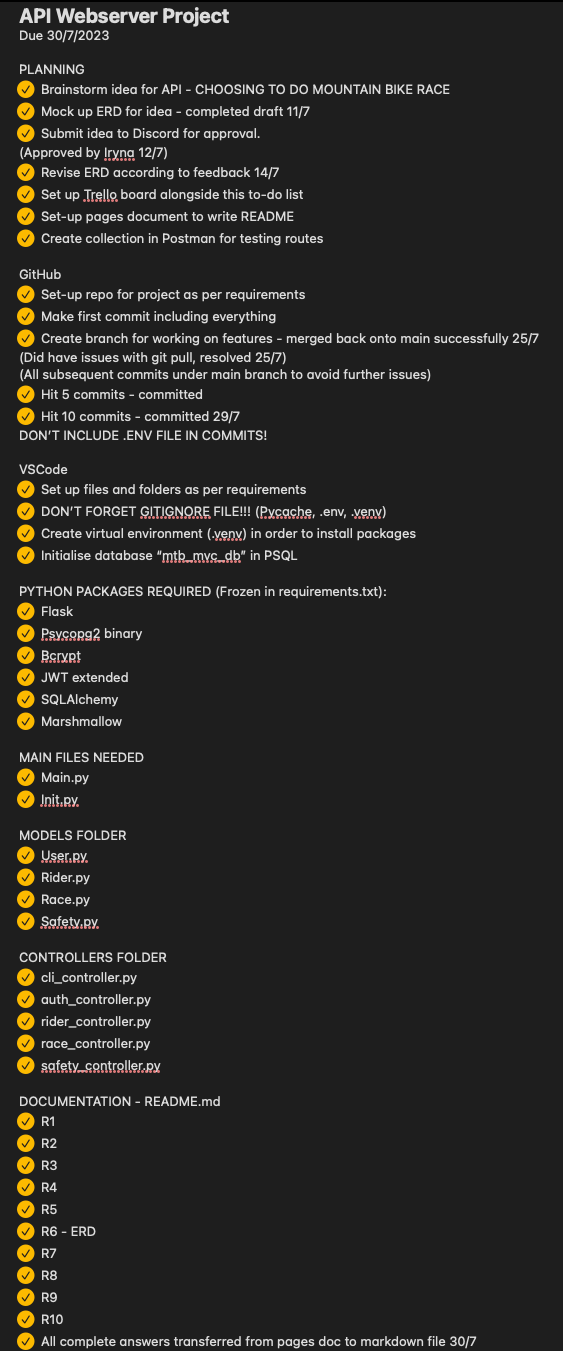 API Webserver Project
Due 30/7/2023
PLANNING
Brainstorm idea for API - CHOOSING TO DO MOUNTAIN BIKE RACE
Mock up ERD for idea - completed draft 11/7
Submit idea to Discord for approval.
(Approved by Iryna 12/7)
Revise ERD according to feedback 14/7
Set up Trello board alongside this to-do list
Set-up pages document to write README
Create collection in Postman for testing routes
GitHub
Set-up repo for project as per requirements
Make first commit including everything
Create branch for working on features - merged back onto main successfully 25/7
(Did have issues with git pull, resolved 25/7)
(All subsequent commits under main branch to avoid further issues)
Hit 5 commits - committed
Hit 10 commits - committed 29/7
DON'T INCLUDE .ENV FILE IN COMMITS!
VSCode
Set up files and folders as per requirements
DON'T FORGET GITIGNORE FILE!!! (Pycache, .env, .venv)
Create virtual environment (.venv) in order to install packages
Initialise database “mtb_mvc_db” in PSQL
PYTHON PACKAGES REQUIRED (Frozen in requirements.txt):
Flask
Psycopg2 binary
Bcrypt
JWT extended
SQLAlchemy
Marshmallow
MAIN FILES NEEDED
Main.py
Init.py
MODELS FOLDER
User.py
Rider.py
Race.py
Safety.py
CONTROLLERS FOLDER
cli_controller.py
auth_controller.py
rider_controller.py
race_controller.py
safety_controller.py
DOCUMENTATION - README.md
R1
R2
R3
R4
R5
R6 - ERD
R7
R8
R9
R10
All complete answers transferred from pages doc to markdown file 30/7